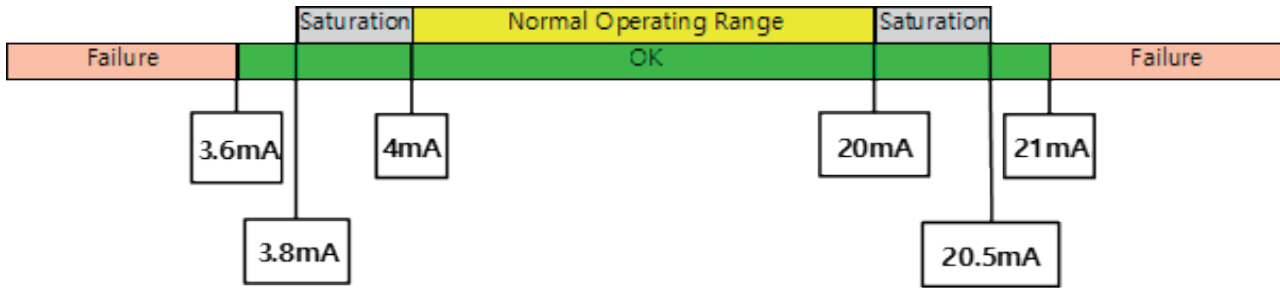 Saturation Normal Operating Range Saturation
Failure OK Failure
3.6mA 4mA 20mA 21mA
3.8mA 20.5mA